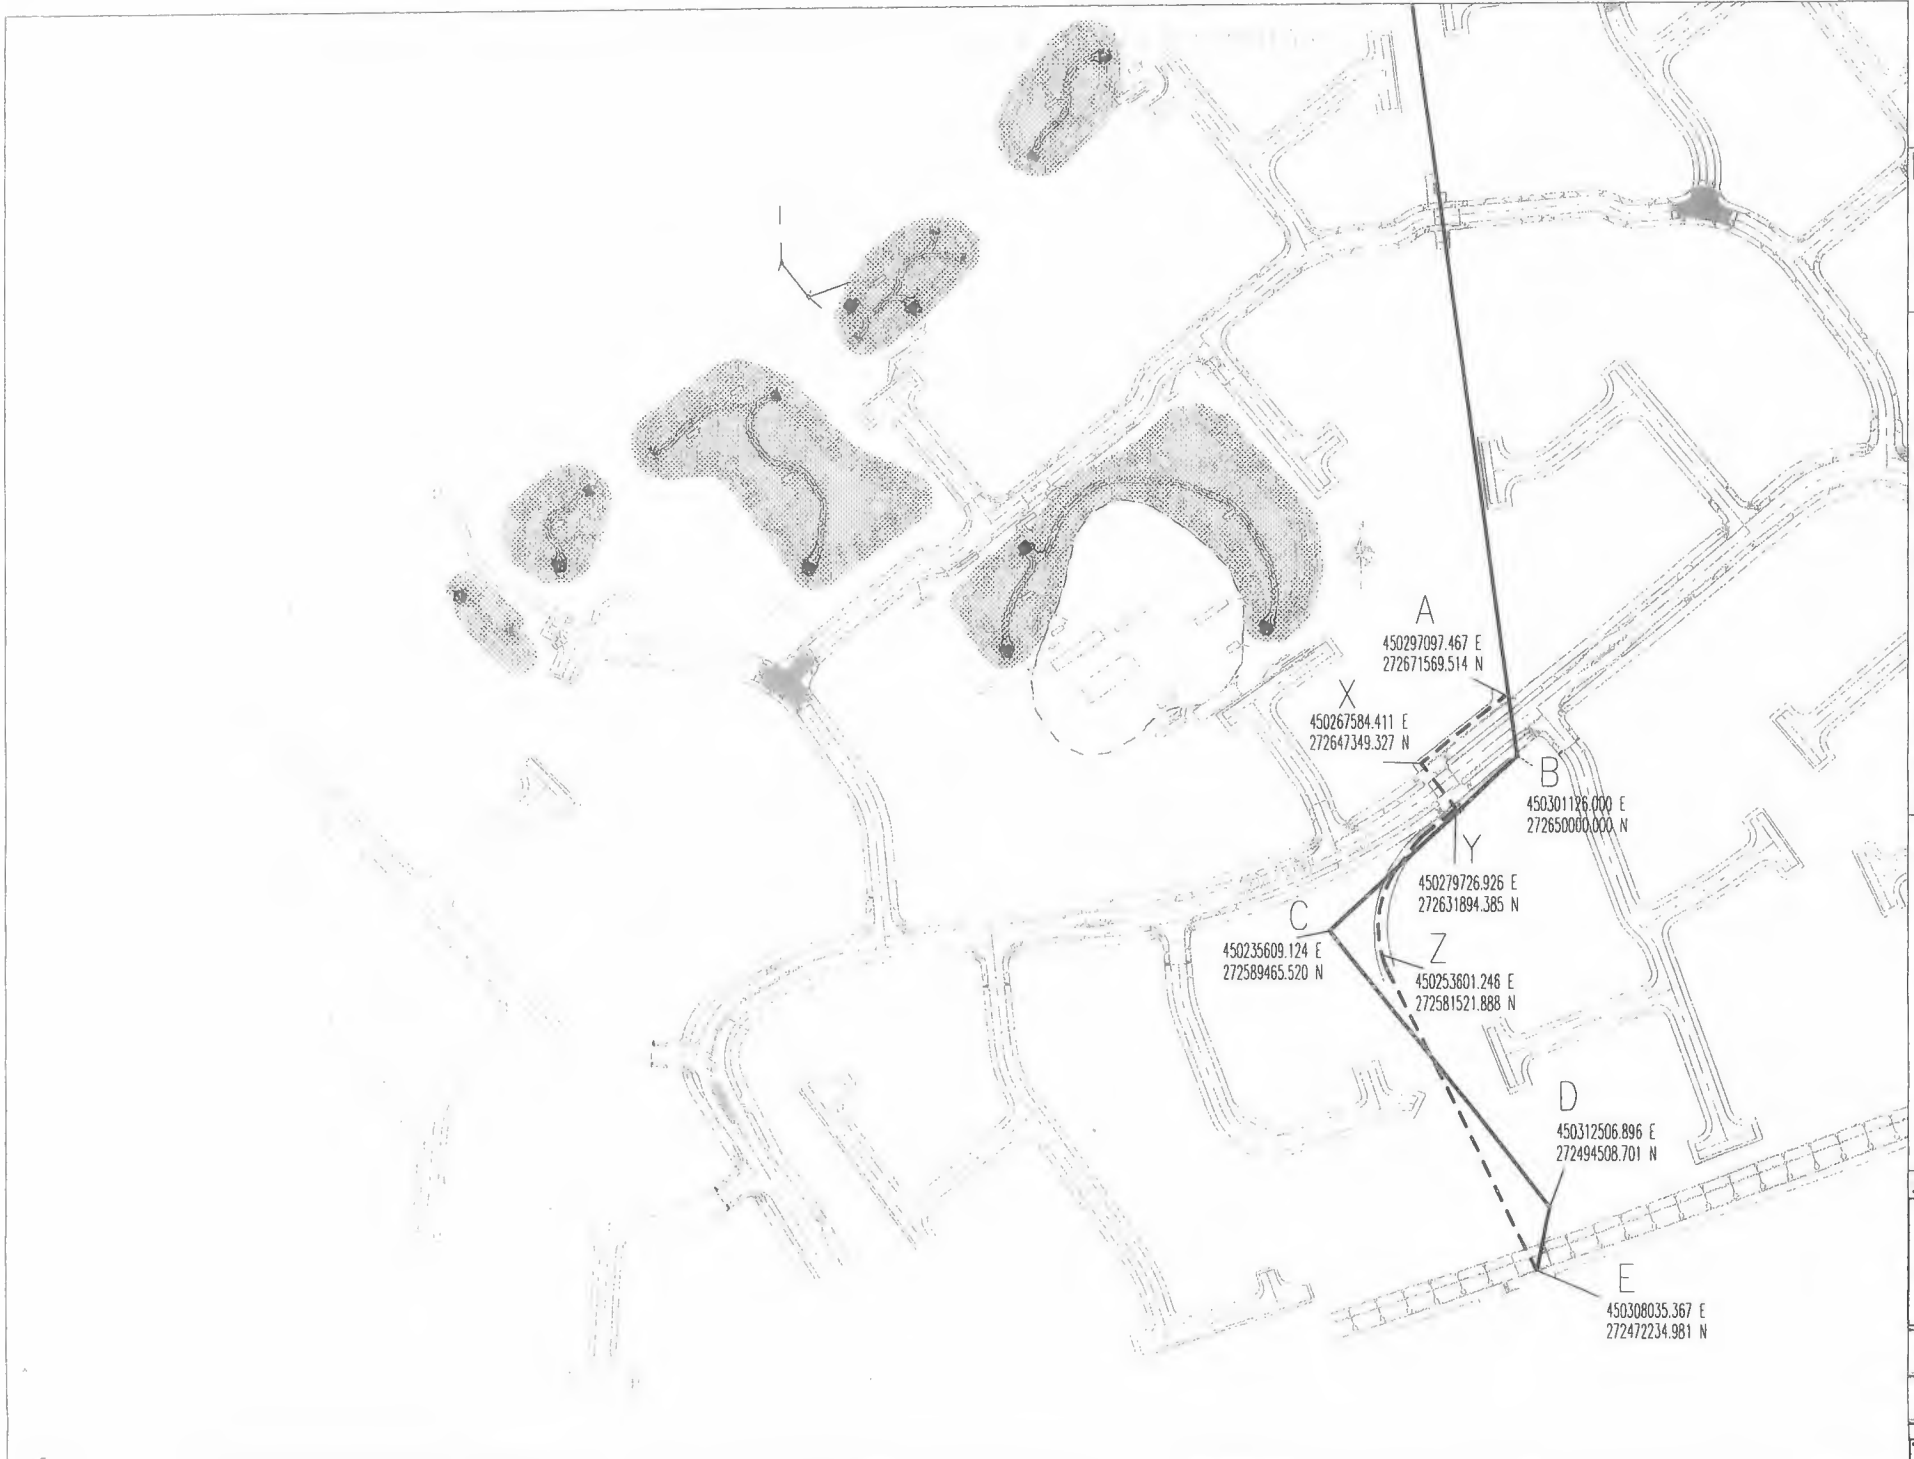 A
450297097.467 E
272671569.514 N
X
450267584.411 E
272647349.327 N
B
450301126.000 E
272650000.000 N
Y
450279726.926 E
272631894.385 N
C
450235609.124 E
272589465.520 N
Z
450253601.246 E
272581521.888 N
D
450312506.896 E
272494508.701 N
E
450308035.367 E
272472234.981 N